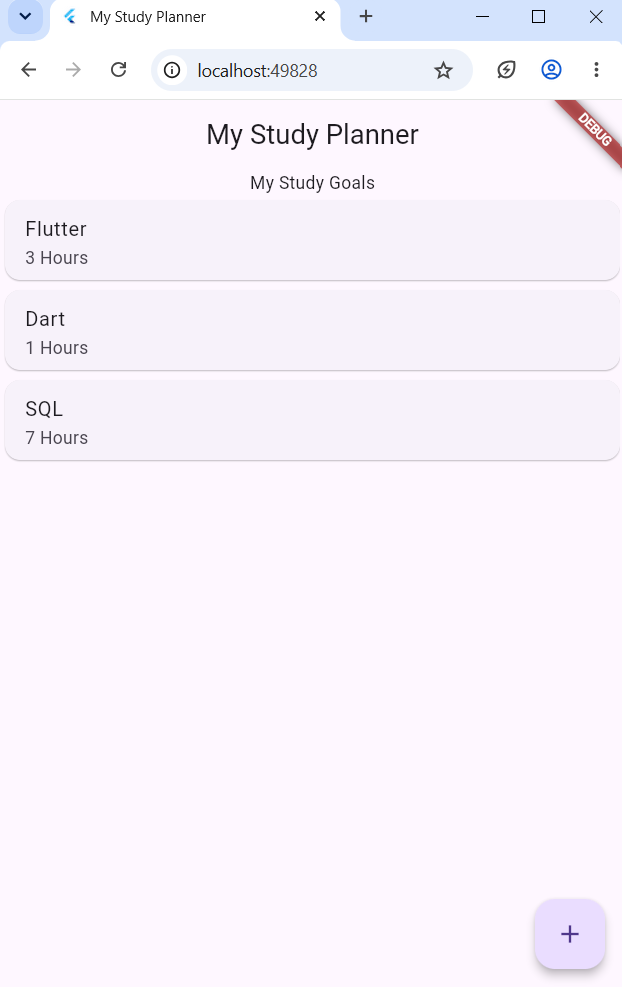 My Study Planner
localhost:49828
My Study Planner
DEBUG
My Study Goals
Flutter
3 Hours
Dart
1 Hours
SQL
7 Hours